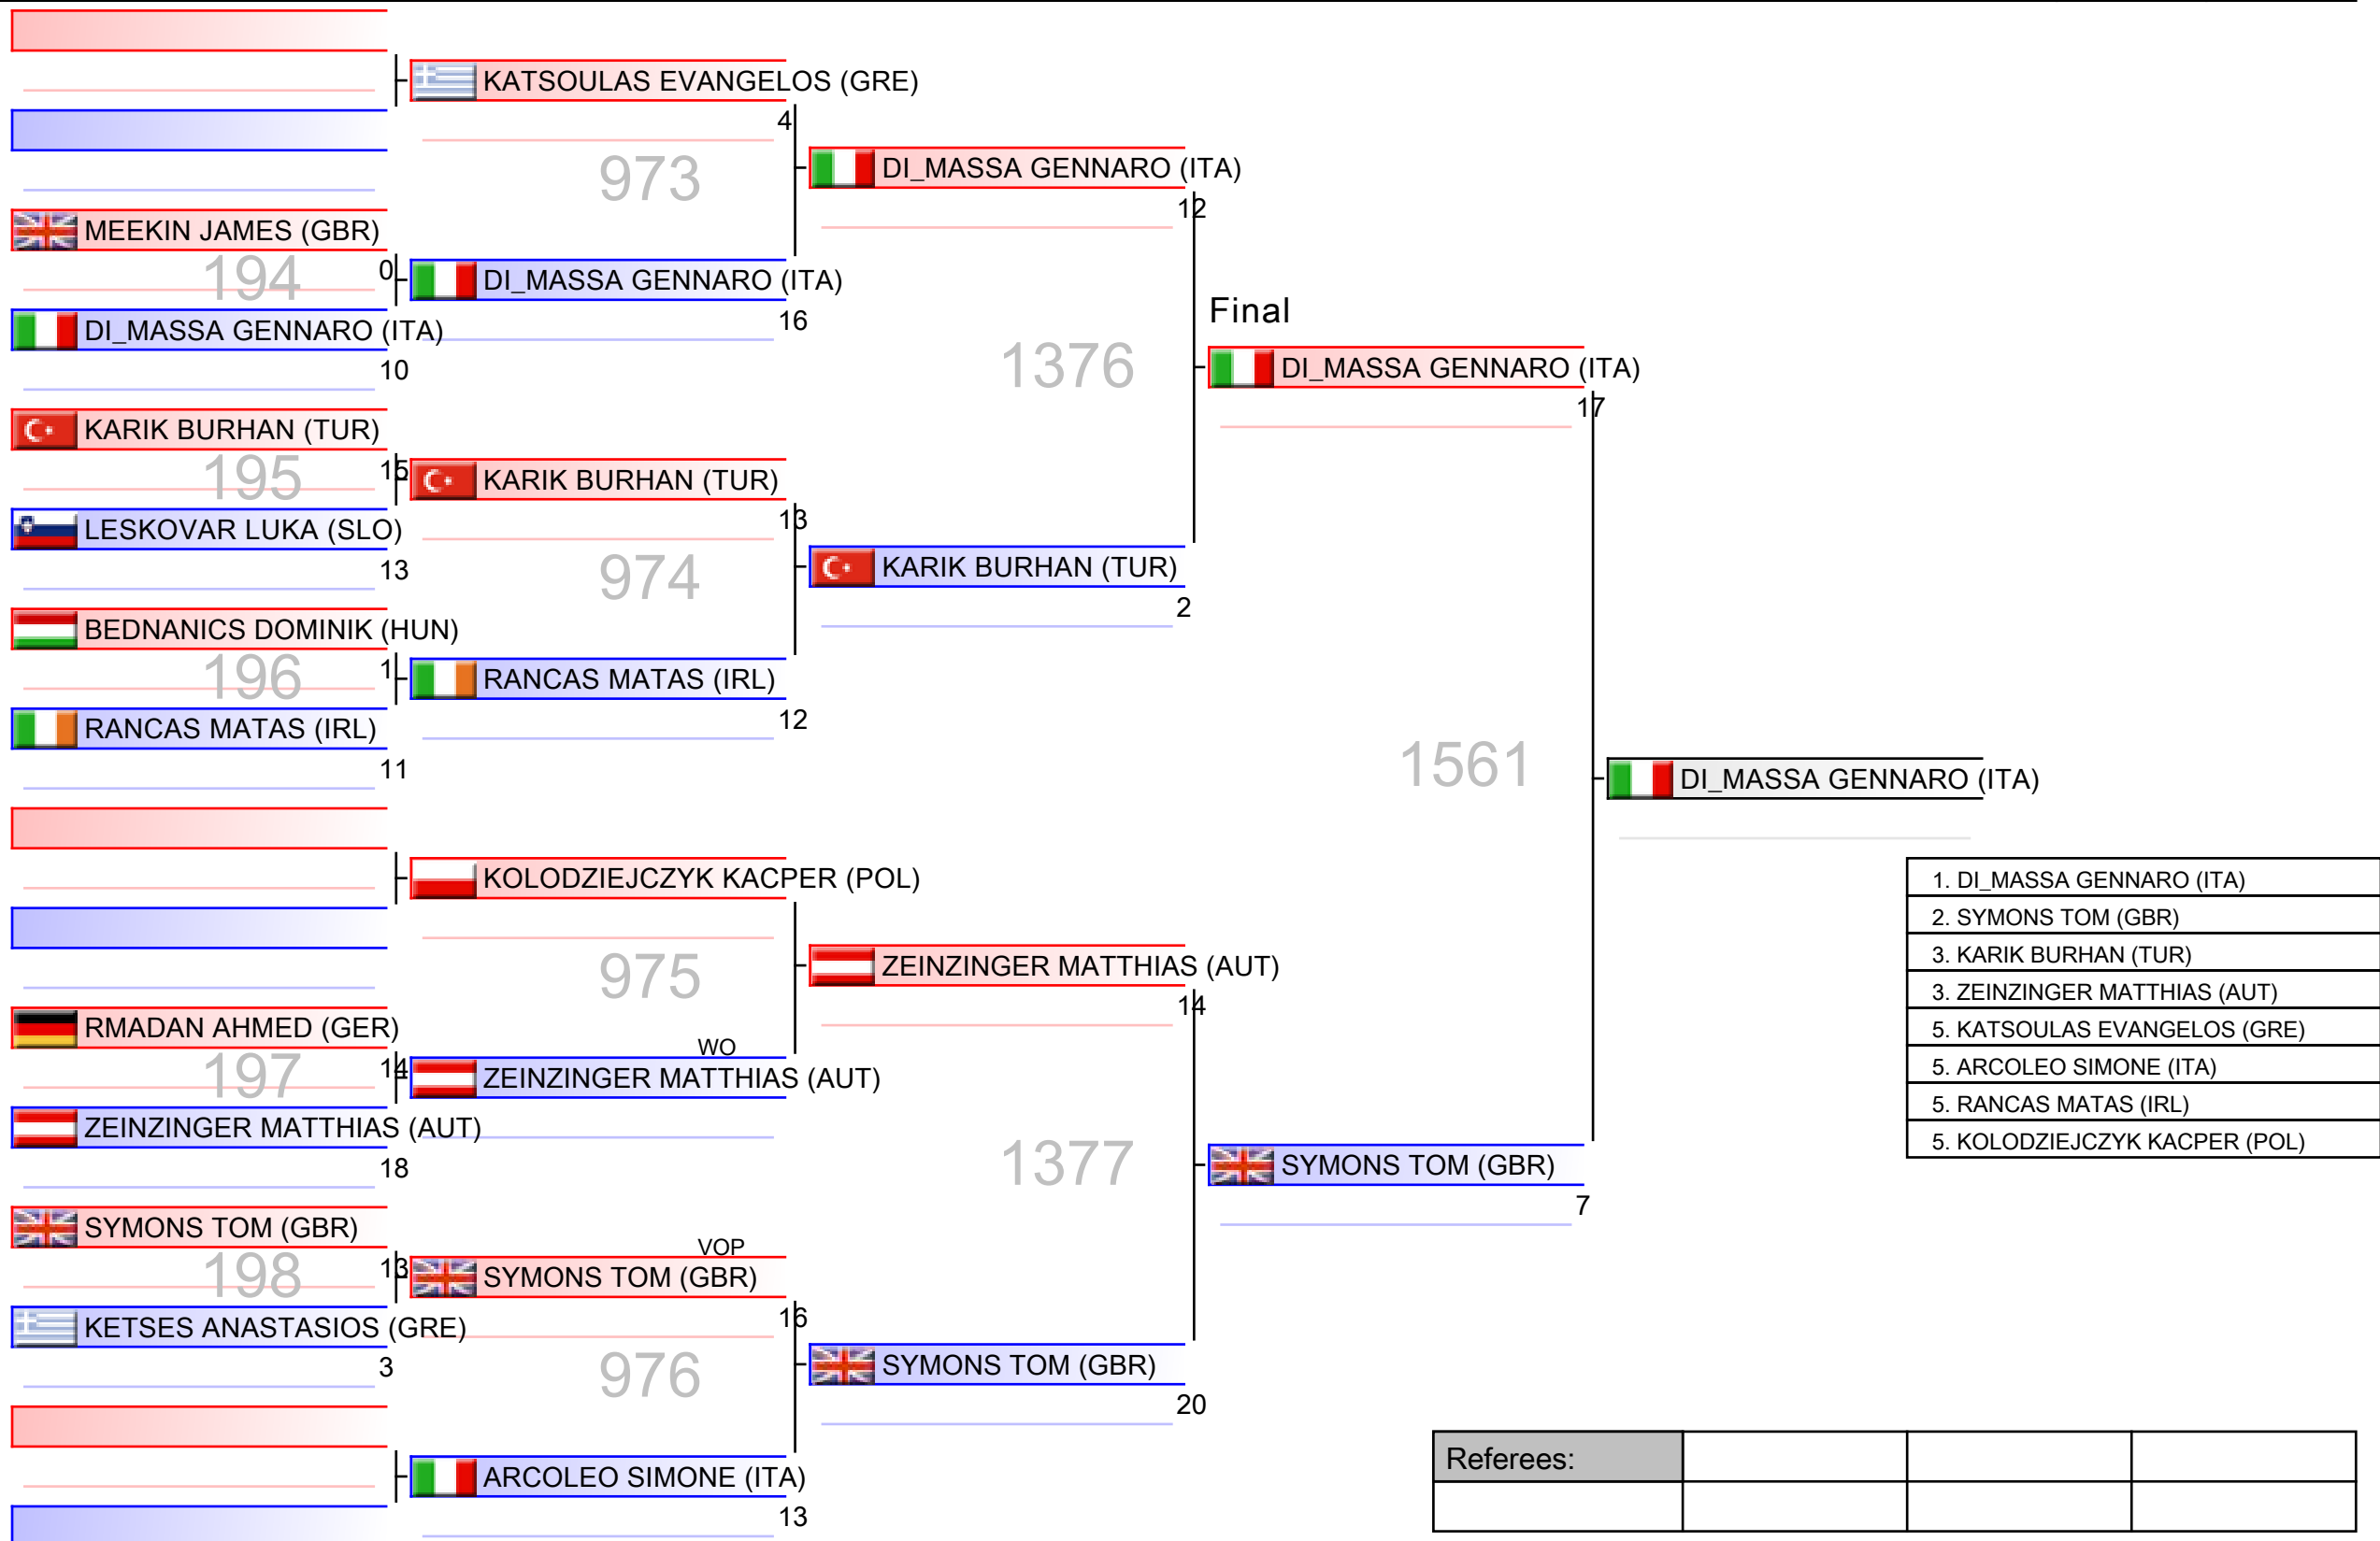 KATSOULAS EVANGELOS (GRE)
4
973
DI_MASSA GENNARO (ITA)
12
MEEKIN JAMES (GBR)
194
0
DI_MASSA GENNARO (ITA)
16
DI_MASSA GENNARO (ITA)
10
Final
1376
DI_MASSA GENNARO (ITA)
17
KARIK BURHAN (TUR)
195
15
KARIK BURHAN (TUR)
13
LESKOVAR LUKA (SLO)
13
974
KARIK BURHAN (TUR)
2
BEDNANICS DOMINIK (HUN)
196
1
RANCAS MATAS (IRL)
12
RANCAS MATAS (IRL)
11
1561
DI_MASSA GENNARO (ITA)
KOLODZIEJCZYK KACPER (POL)
975
ZEINZINGER MATTHIAS (AUT)
14
RMADAN AHMED (GER)
197
14
WO
ZEINZINGER MATTHIAS (AUT)
ZEINZINGER MATTHIAS (AUT)
18
1377
SYMONS TOM (GBR)
7
SYMONS TOM (GBR)
198
13
VOP
SYMONS TOM (GBR)
16
KETSES ANASTASIOS (GRE)
3
976
SYMONS TOM (GBR)
20
ARCOLEO SIMONE (ITA)
13
1. DI_MASSA GENNARO (ITA)
2. SYMONS TOM (GBR)
3. KARIK BURHAN (TUR)
3. ZEINZINGER MATTHIAS (AUT)
5. KATSOULAS EVANGELOS (GRE)
5. ARCOLEO SIMONE (ITA)
5. RANCAS MATAS (IRL)
5. KOLODZIEJCZYK KACPER (POL)
Referees: